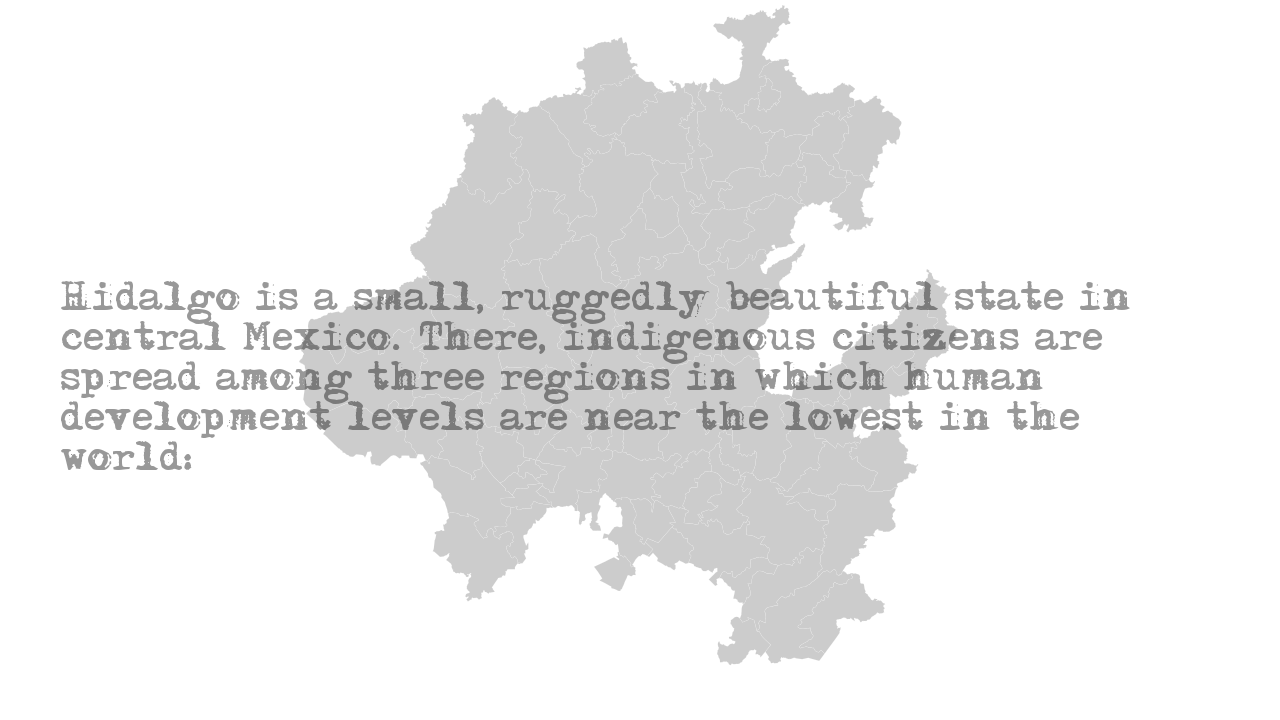 Hidalgo is a small, ruggedly beautiful state in
central Mexico. There, indigenous citizens are
spread among three regions in which human
development levels are near the lowest in the
world: